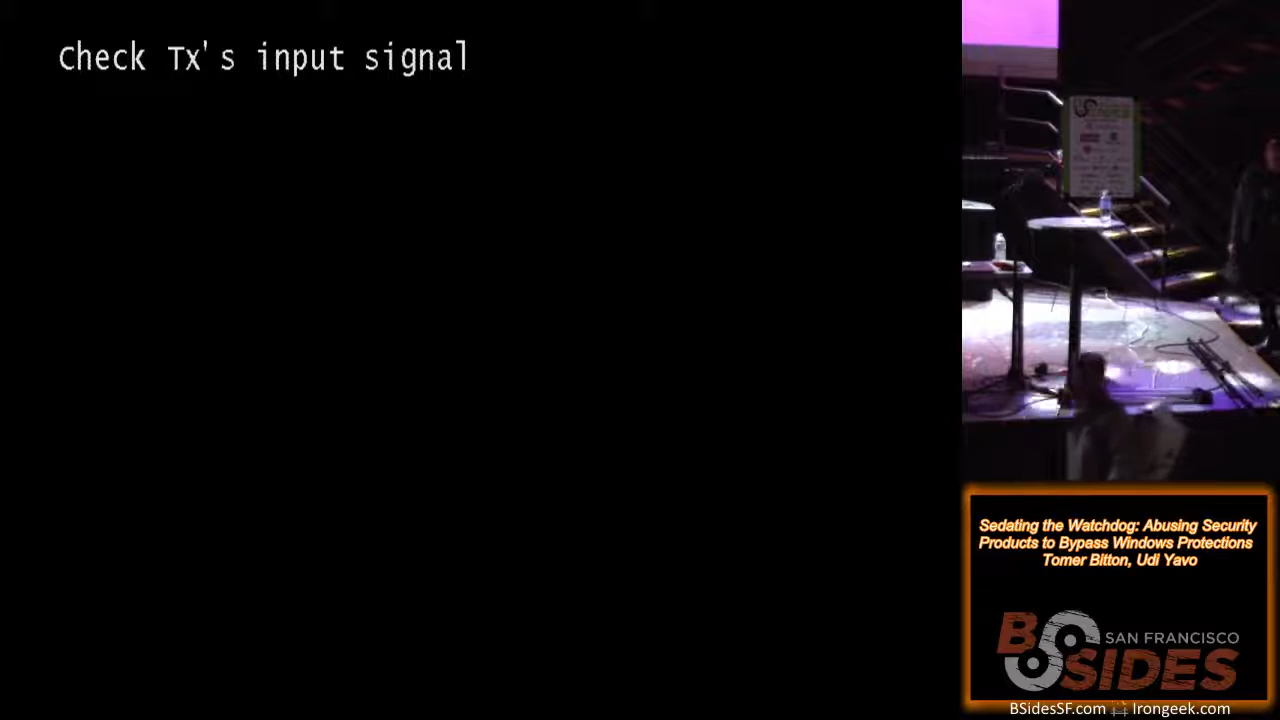 Check Tx's input signal
Sedating the Watchdog: Abusing Security
Products to Bypass Windows Protections
Tomer Bitton, Udi Yavo
BSIDES
SAN FRANCISCO
BSidesSF.com Irongeek.com